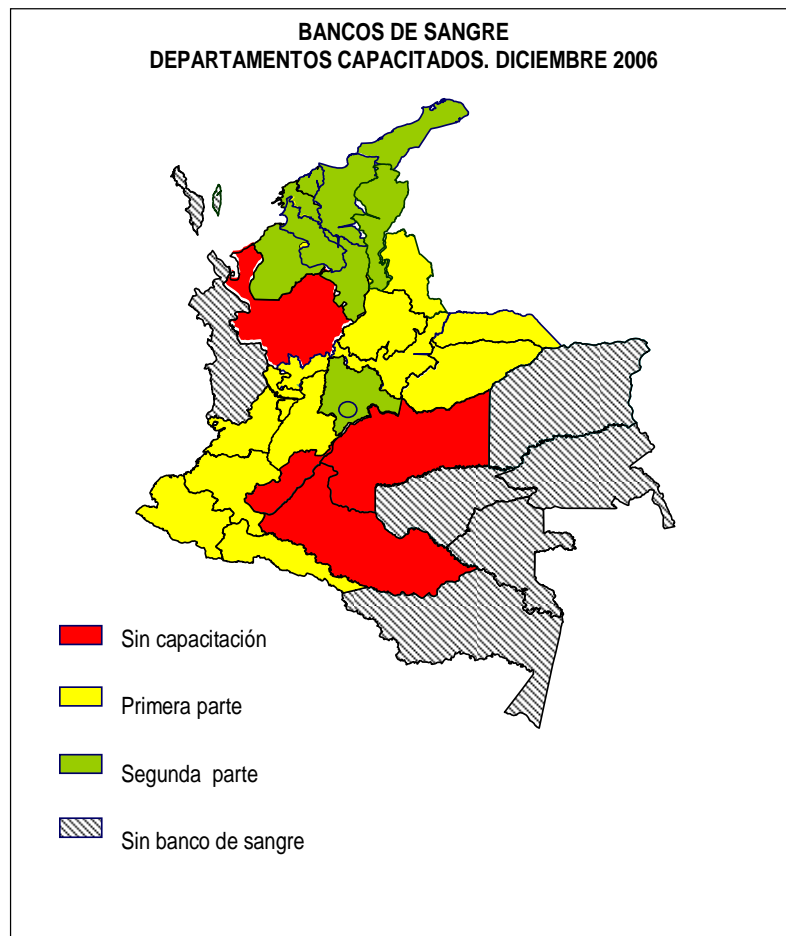 BANCOS DE SANGRE
DEPARTAMENTOS CAPACITADOS. DICIEMBRE 2006
Sin capacitación
Primera parte
Segunda parte
Sin banco de sangre